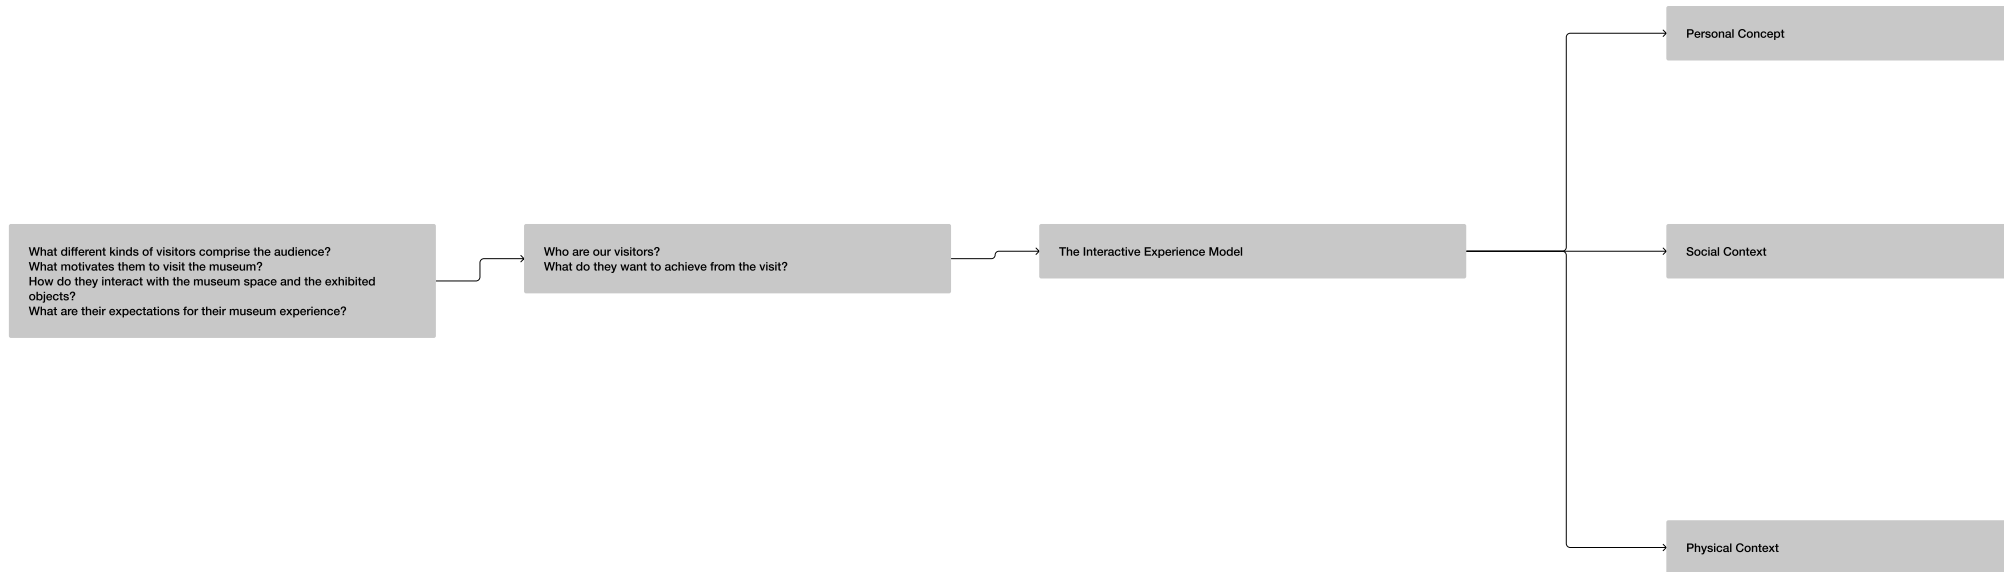 Personal Concept
What different kinds of visitors comprise the audience?
What motivates them to visit the museum?
How do they interact with the museum space and the exhibited
objects?
What are their expectations for their museum experience?
Who are our visitors?
What do they want to achieve from the visit?
The Interactive Experience Model
Social Context
Physical Context